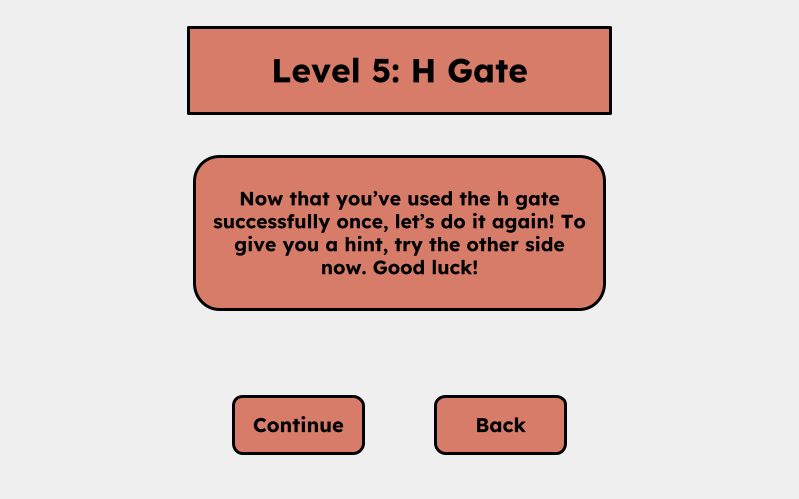 Level 5: H Gate
Now that you’ve used the h gate
successfully once, let’s do it again! To
give you a hint, try the other side
now. Good luck!
Continue
Back